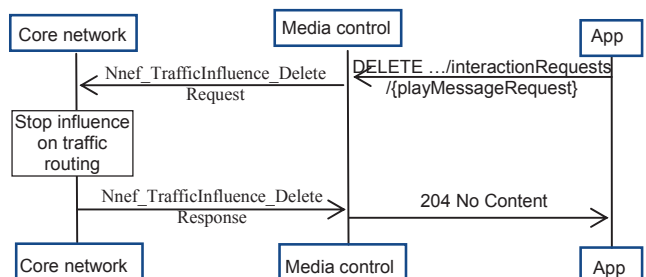 Core network
Media control
App
DELETE …/interactionRequests
/{playMessageRequest}
Nnef_TrafficInfluence_Delete
Request
Stop influence
on traffic
routing
Nnef_TrafficInfluence_Delete
Response
204 No Content
Core network
Media control
App